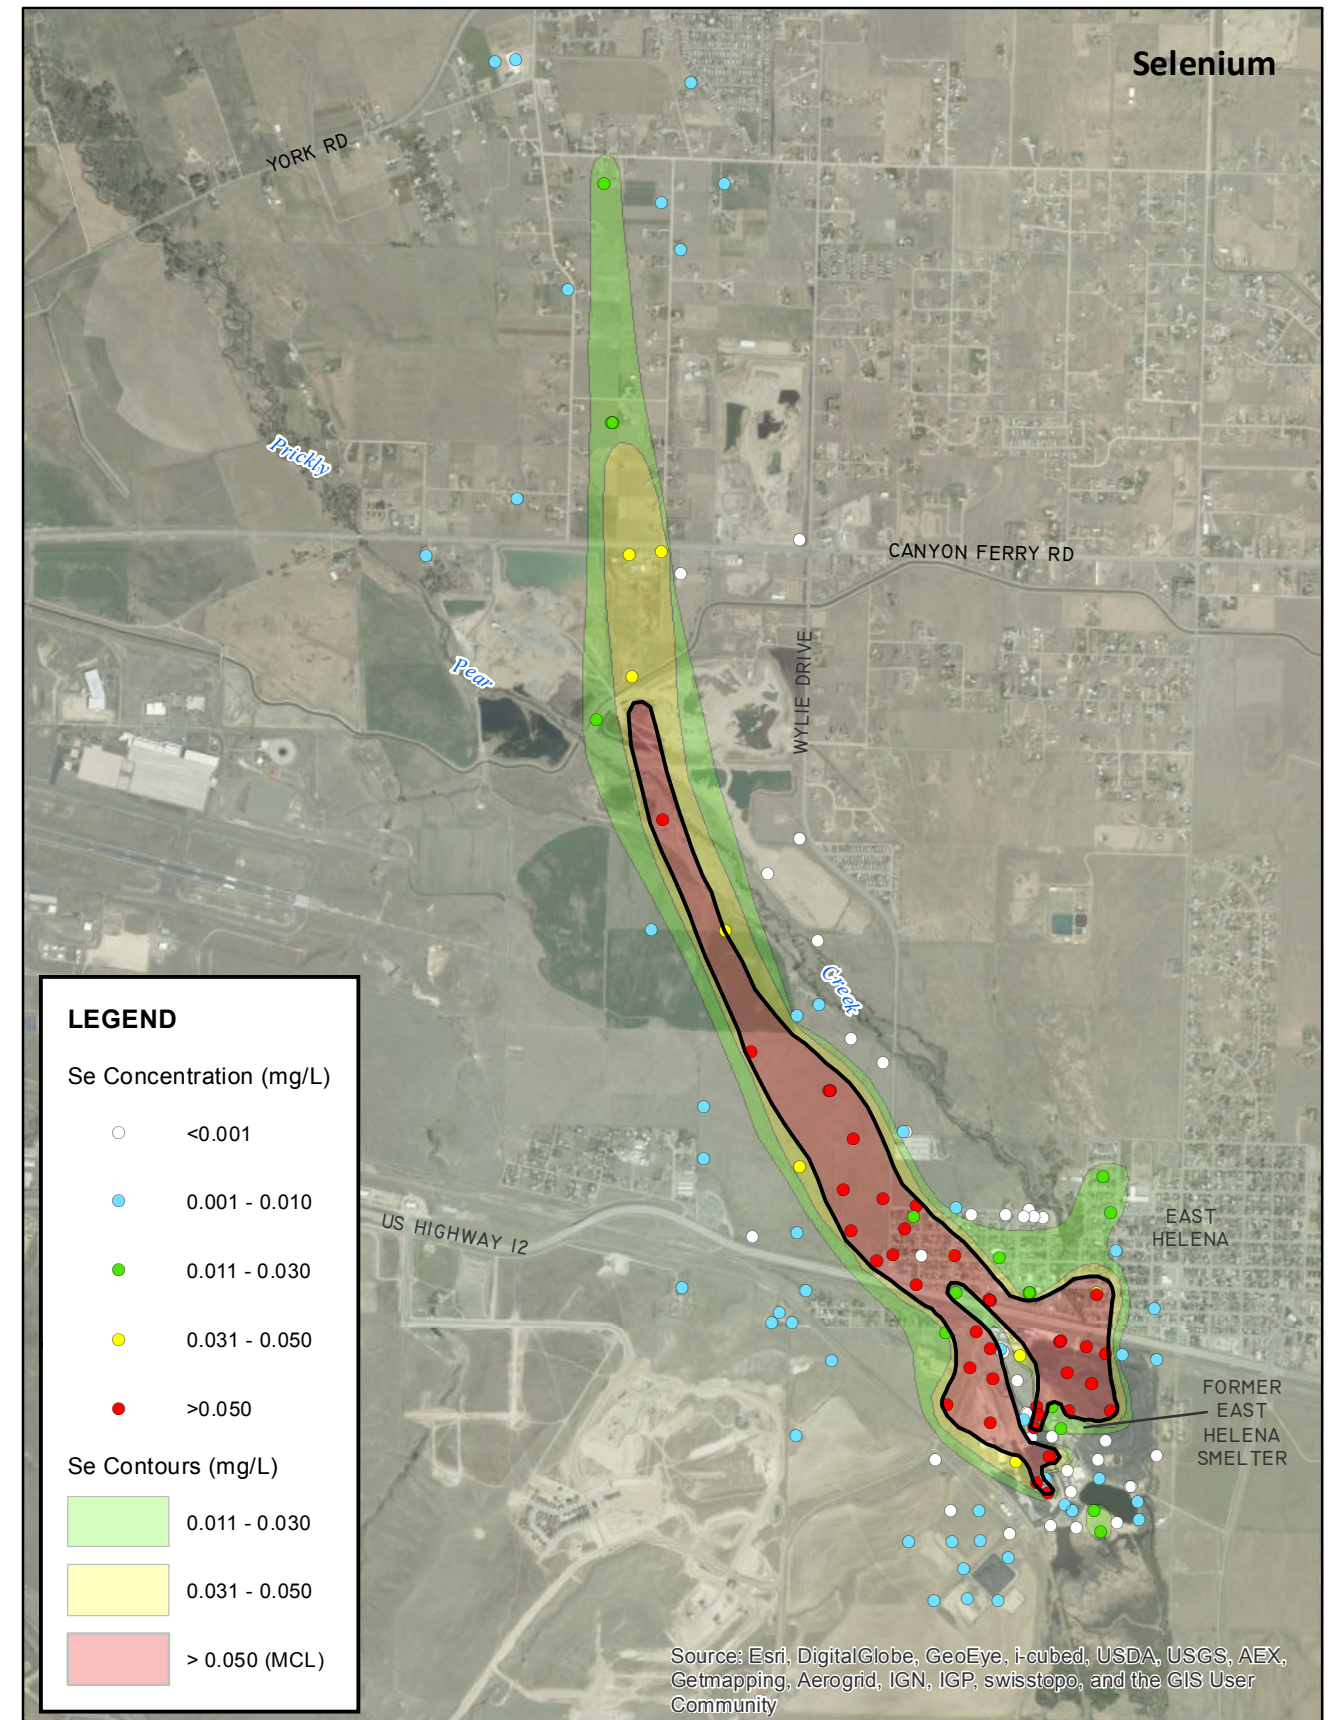 Selenium
YORK RD
Prickly
CANYON FERRY RD
Pear
WYLIE DRIVE
Creek
US HIGHWAY 12
EAST
HELENA
FORMER
EAST
HELENA
SMELTER
LEGEND
Se Concentration (mg/L)
<0.001
0.001 - 0.010
0.011 - 0.030
0.031 - 0.050
>0.050
Se Contours (mg/L)
0.011 - 0.030
0.031 - 0.050
> 0.050 (MCL)
Source: Esri, DigitalGlobe, GeoEye, i-cubed, USDA, USGS, AEX,
Getmapping, Aerogrid, IGN, IGP, swisstopo, and the GIS User
Community